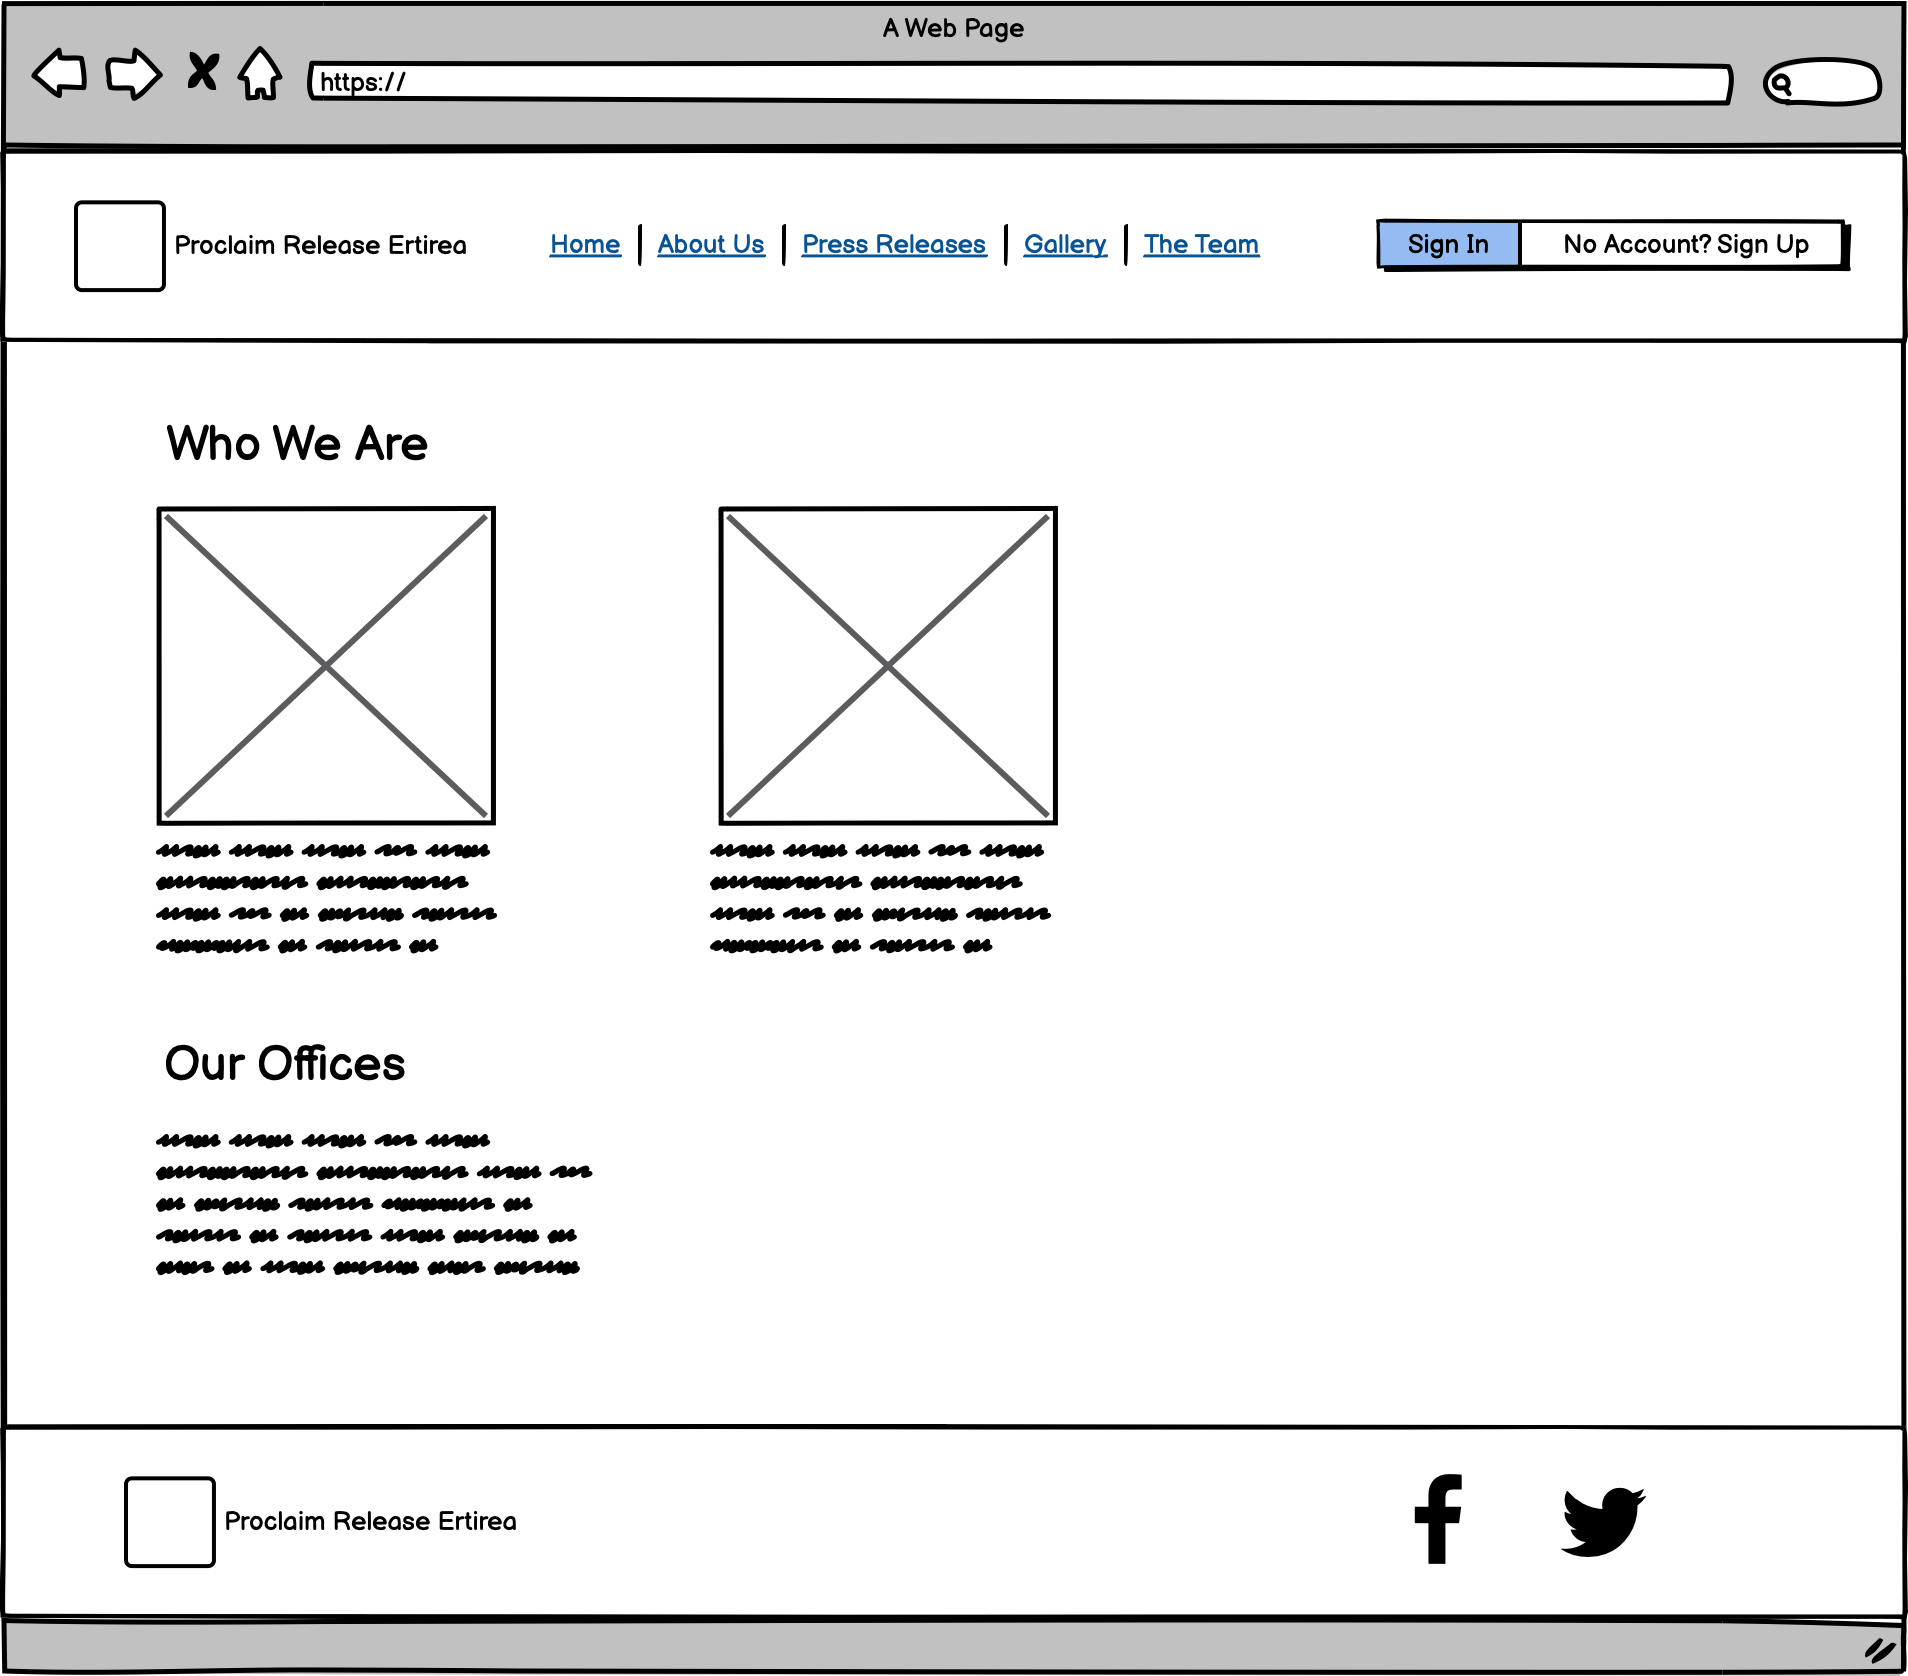 A Web Page
https://
Proclaim Release Ertirea
Home | About Us | Press Releases | Gallery | The Team
Sign In
No Account? Sign Up
Who We Are
Our Offices
Proclaim Release Ertirea